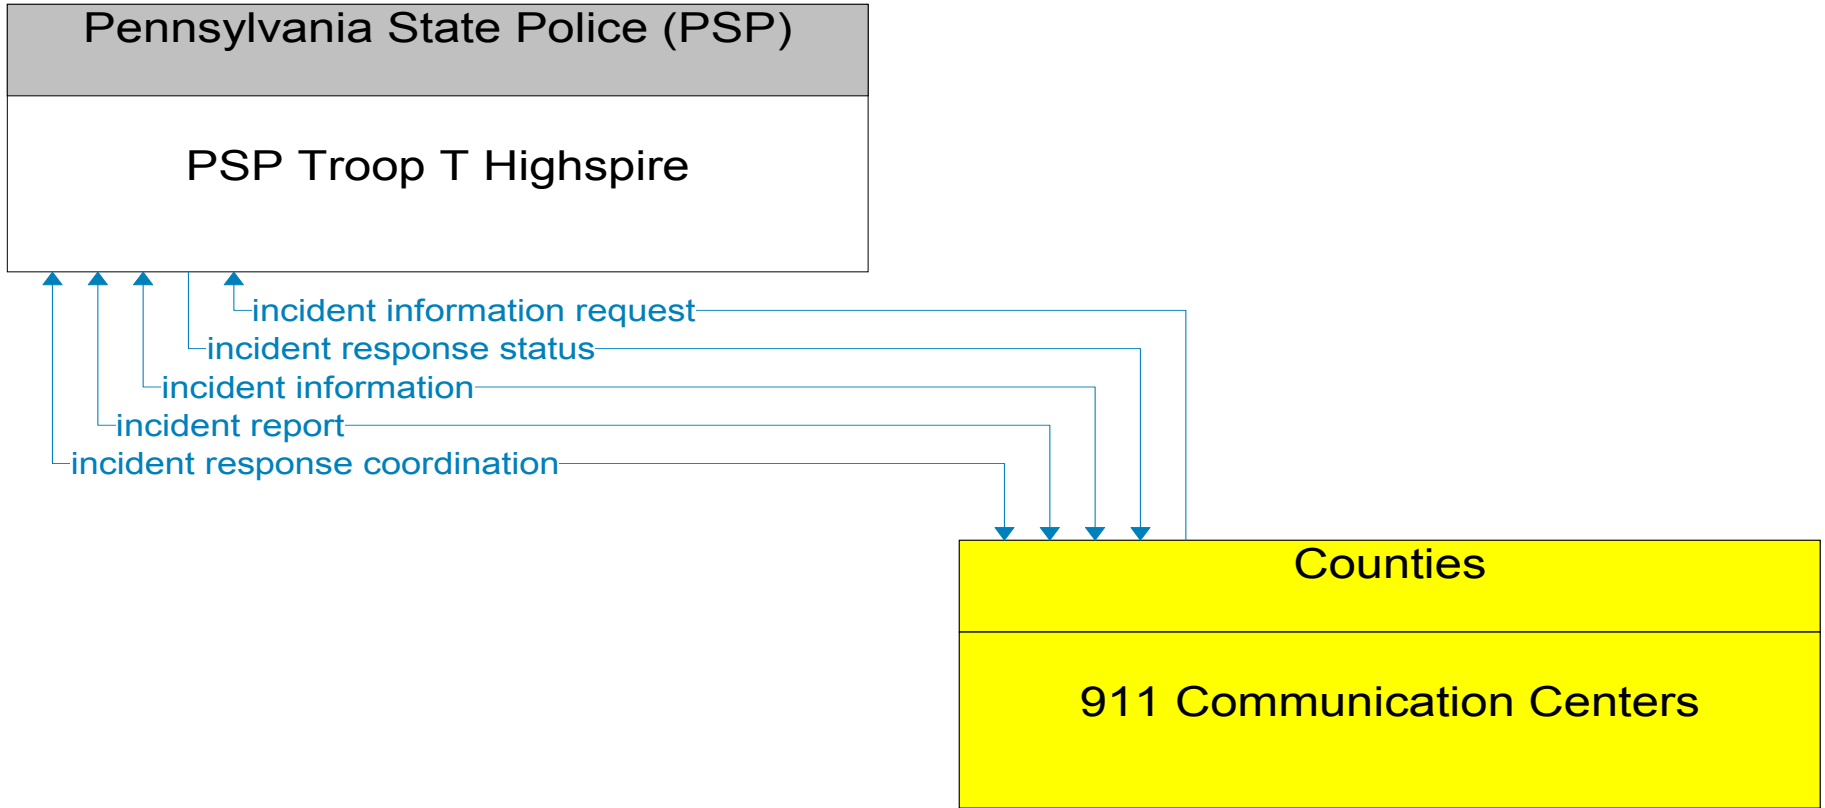 Pennsylvania State Police (PSP)
PSP Troop T Highspire
incident information request
incident response status
incident information
incident report
incident response coordination
Counties
911 Communication Centers